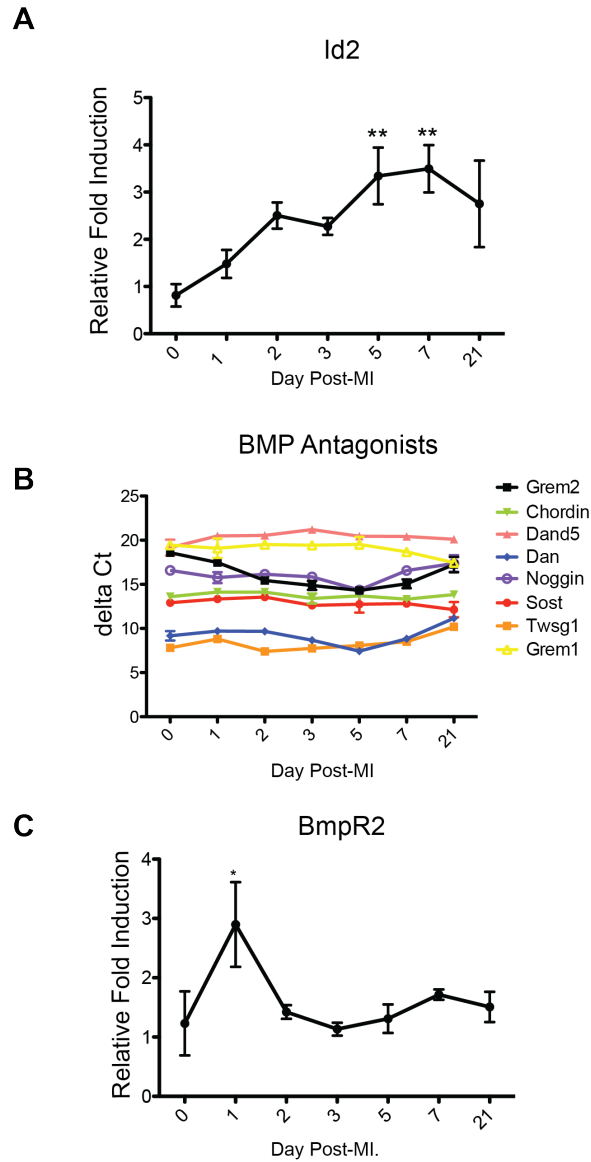 A
Id2
Relative Fold Induction
5
4
3
2
1
0
**
**
0 1 2 3 5 7 21
Day Post-MI
BMP Antagonists
B
delta Ct
25
20
15
10
5
0
0 1 2 3 5 7 21
Day Post-MI
Grem2
Chordin
Dand5
Dan
Noggin
Sost
Twsg1
Grem1
C
BmpR2
Relative Fold Induction
4
3
2
1
0
*
0 1 2 3 5 7 21
Day Post-MI.